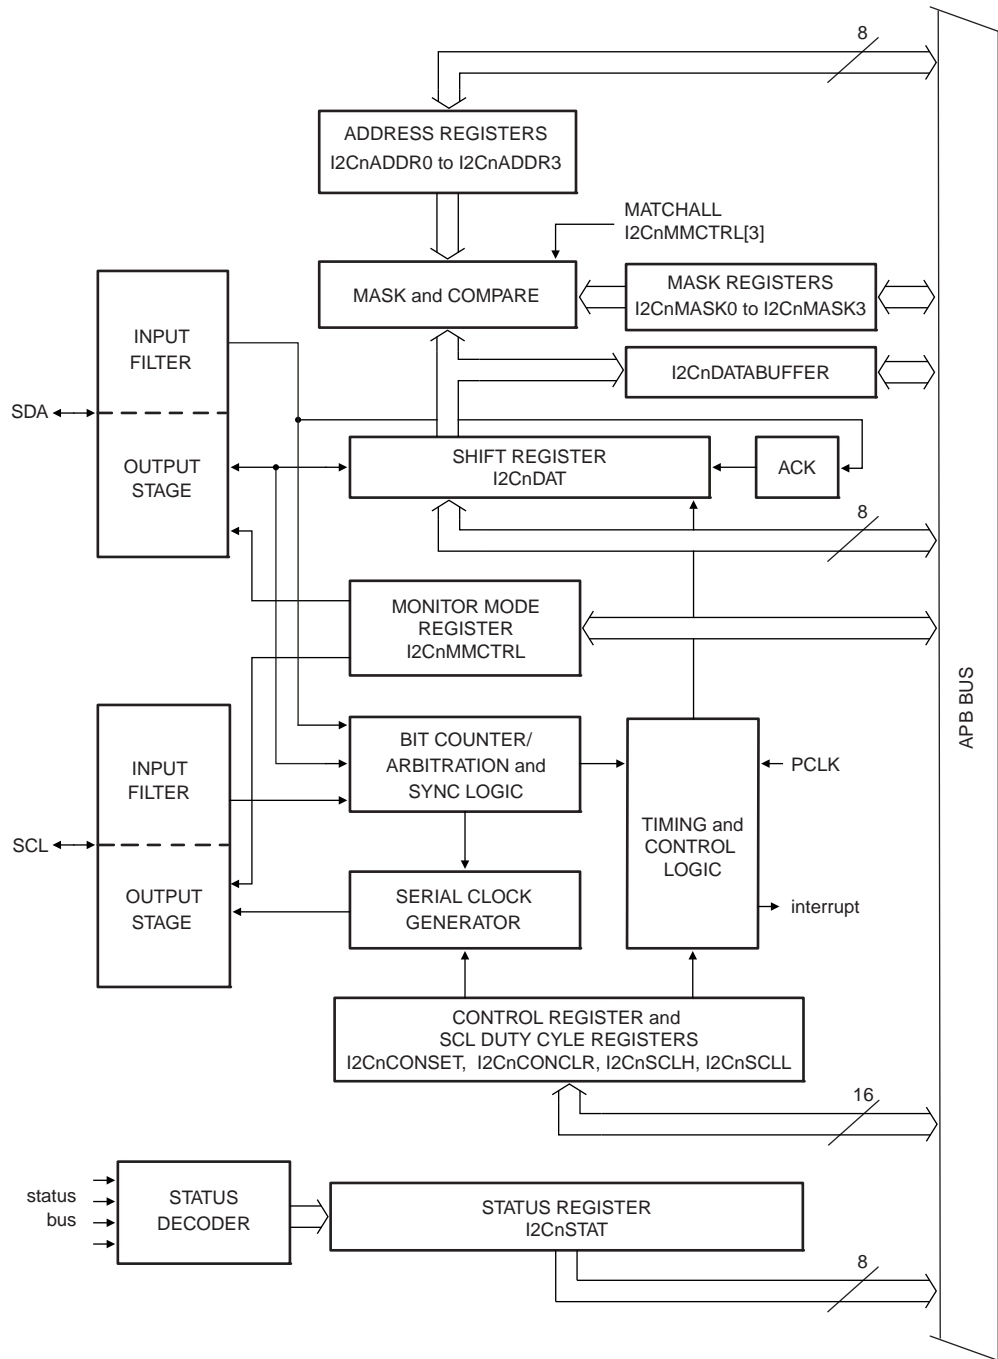 8
ADDRESS REGISTERS
I2CnADDR0 to I2CnADDR3
MATCHALL
I2CnMMCTRL[3]
MASK and COMPARE
MASK REGISTERS
I2CnMASK0 to I2CnMASK3
INPUT
FILTER
I2CnDATABUFFER
SDA
OUTPUT
STAGE
SHIFT REGISTER
I2CnDAT
ACK
8
MONITOR MODE
REGISTER
I2CnMMCTRL
APB BUS
INPUT
FILTER
BIT COUNTER/
ARBITRATION and
SYNC LOGIC
PCLK
TIMING and
CONTROL
LOGIC
SCL
OUTPUT
STAGE
SERIAL CLOCK
GENERATOR
interrupt
CONTROL REGISTER and
SCL DUTY CYLE REGISTERS
I2CnCONSET, I2CnCONCLR, I2CnSCLH, I2CnSCLL
16
status
bus
STATUS
DECODER
STATUS REGISTER
I2CnSTAT
8